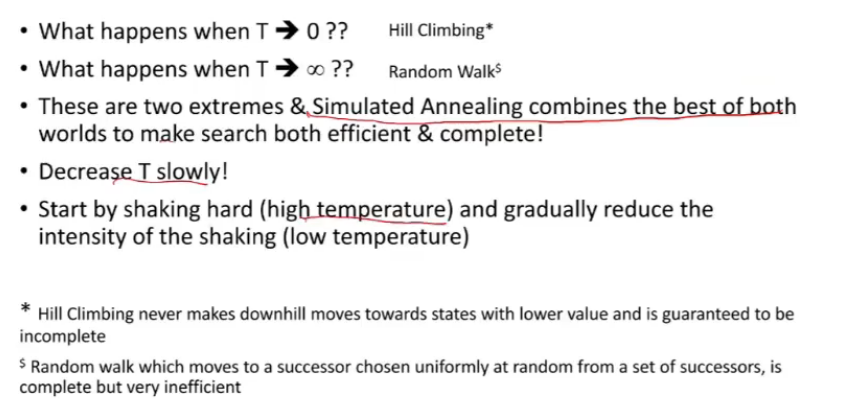 • What happens when T ➔ 0 ?? Hill Climbing*
• What happens when T ➔ ∞ ?? Random Walk$
• These are two extremes & Simulated Annealing combines the best of both
worlds to make search both efficient & complete!
• Decrease T slowly!
• Start by shaking hard (high temperature) and gradually reduce the
intensity of the shaking (low temperature)
* Hill Climbing never makes downhill moves towards states with lower value and is guaranteed to be
incomplete
$ Random walk which moves to a successor chosen uniformly at random from a set of successors, is
complete but very inefficient